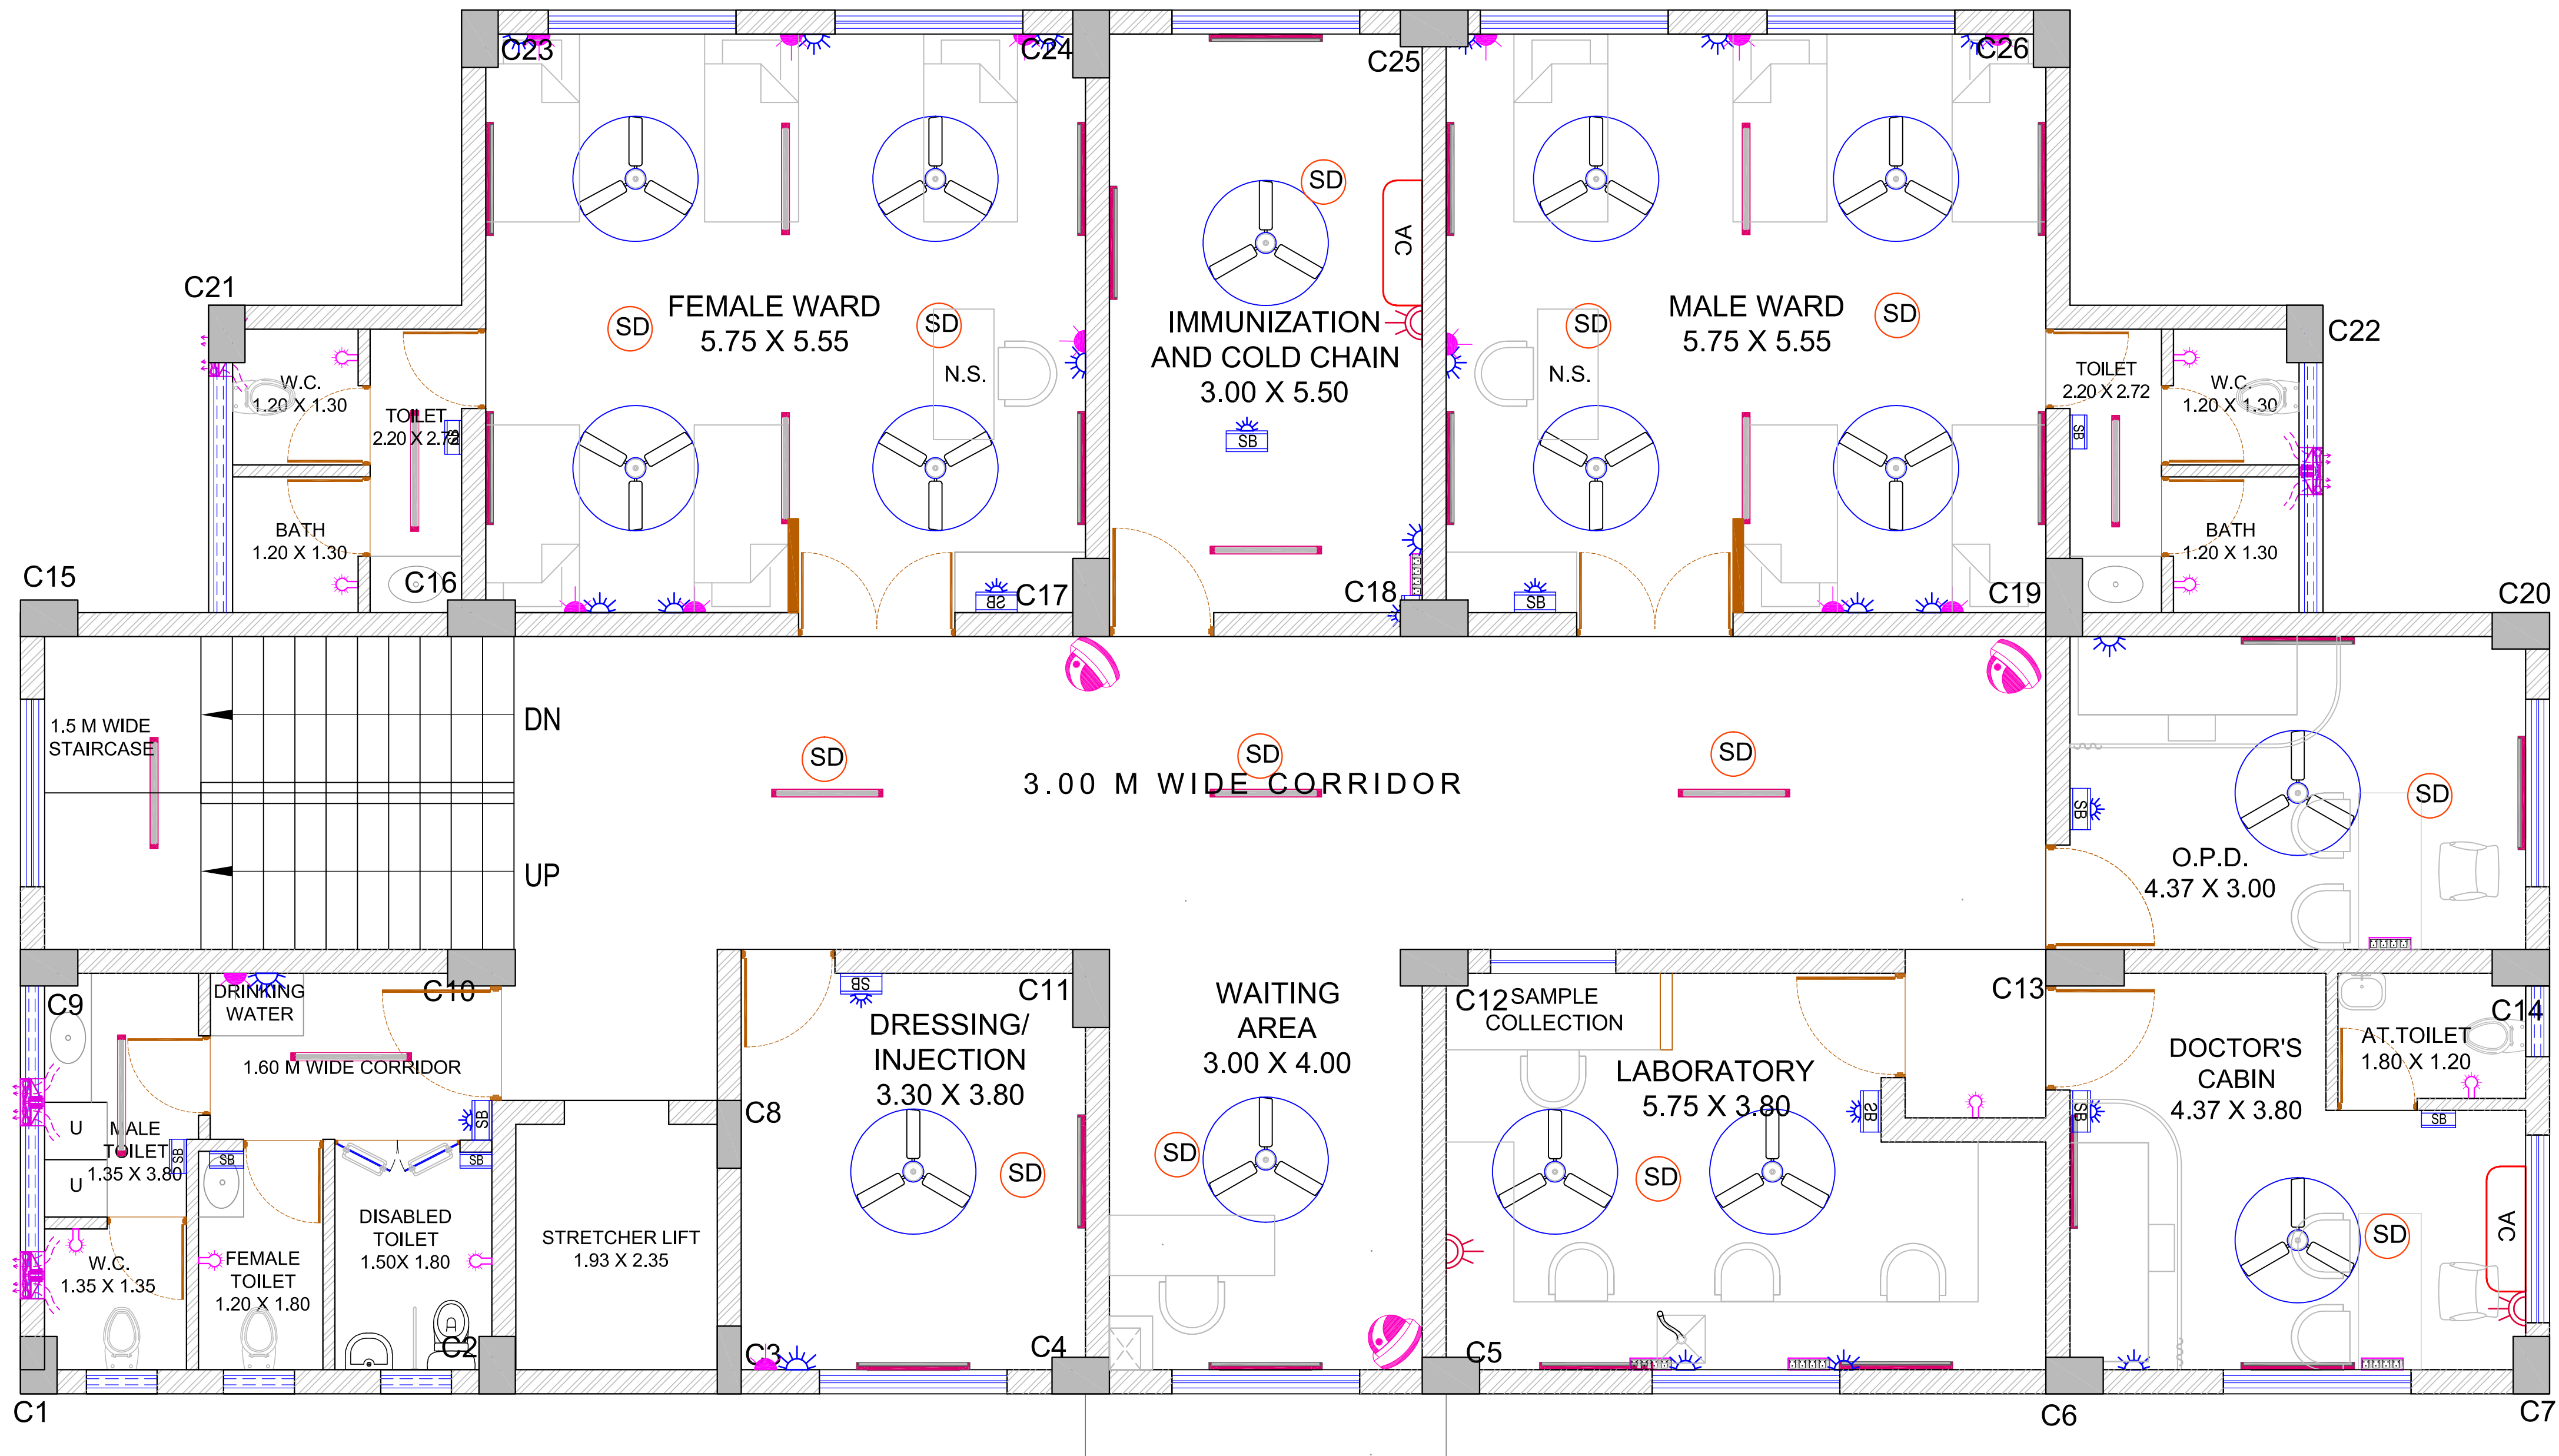 C23
C24
C25
C26
SD
AC
C21
FEMALE WARD
5.75 X 5.55
SD
SD
N.S.
IMMUNIZATION
AND COLD CHAIN
3.00 X 5.50
SB
MALE WARD
5.75 X 5.55
SD
SD
N.S.
C22
W.C.
1.20 X 1.30
TOILET
2.20 X 2.72
SB
BATH
1.20 X 1.30
TOILET
2.20 X 2.72
SB
W.C.
1.20 X 1.30
BATH
1.20 X 1.30
C15
C16
SB
C17
C18
SB
C19
C20
1.5 M WIDE
STAIRCASE
DN
UP
SD
SD
SD
3.00 M WIDE CORRIDOR
SB
SD
O.P.D.
4.37 X 3.00
C9
DRINKING
WATER
C10
1.60 M WIDE CORRIDOR
SB
U
U
MALE
TOILET
1.35 X 3.80
SB
SB
SB
W.C.
1.35 X 1.35
FEMALE
TOILET
1.20 X 1.80
DISABLED
TOILET
1.50X 1.80
STRETCHER LIFT
1.93 X 2.35
C8
SB
C11
DRESSING/
INJECTION
3.30 X 3.80
SD
WAITING
AREA
3.00 X 4.00
SD
C12
SAMPLE
COLLECTION
LABORATORY
5.75 X 3.80
SB
SD
C13
DOCTOR'S
CABIN
4.37 X 3.80
SB
C14
AT.TOILET
1.80 X 1.20
SB
SD
AC
C1
C2
C3
C4
C5
C6
C7